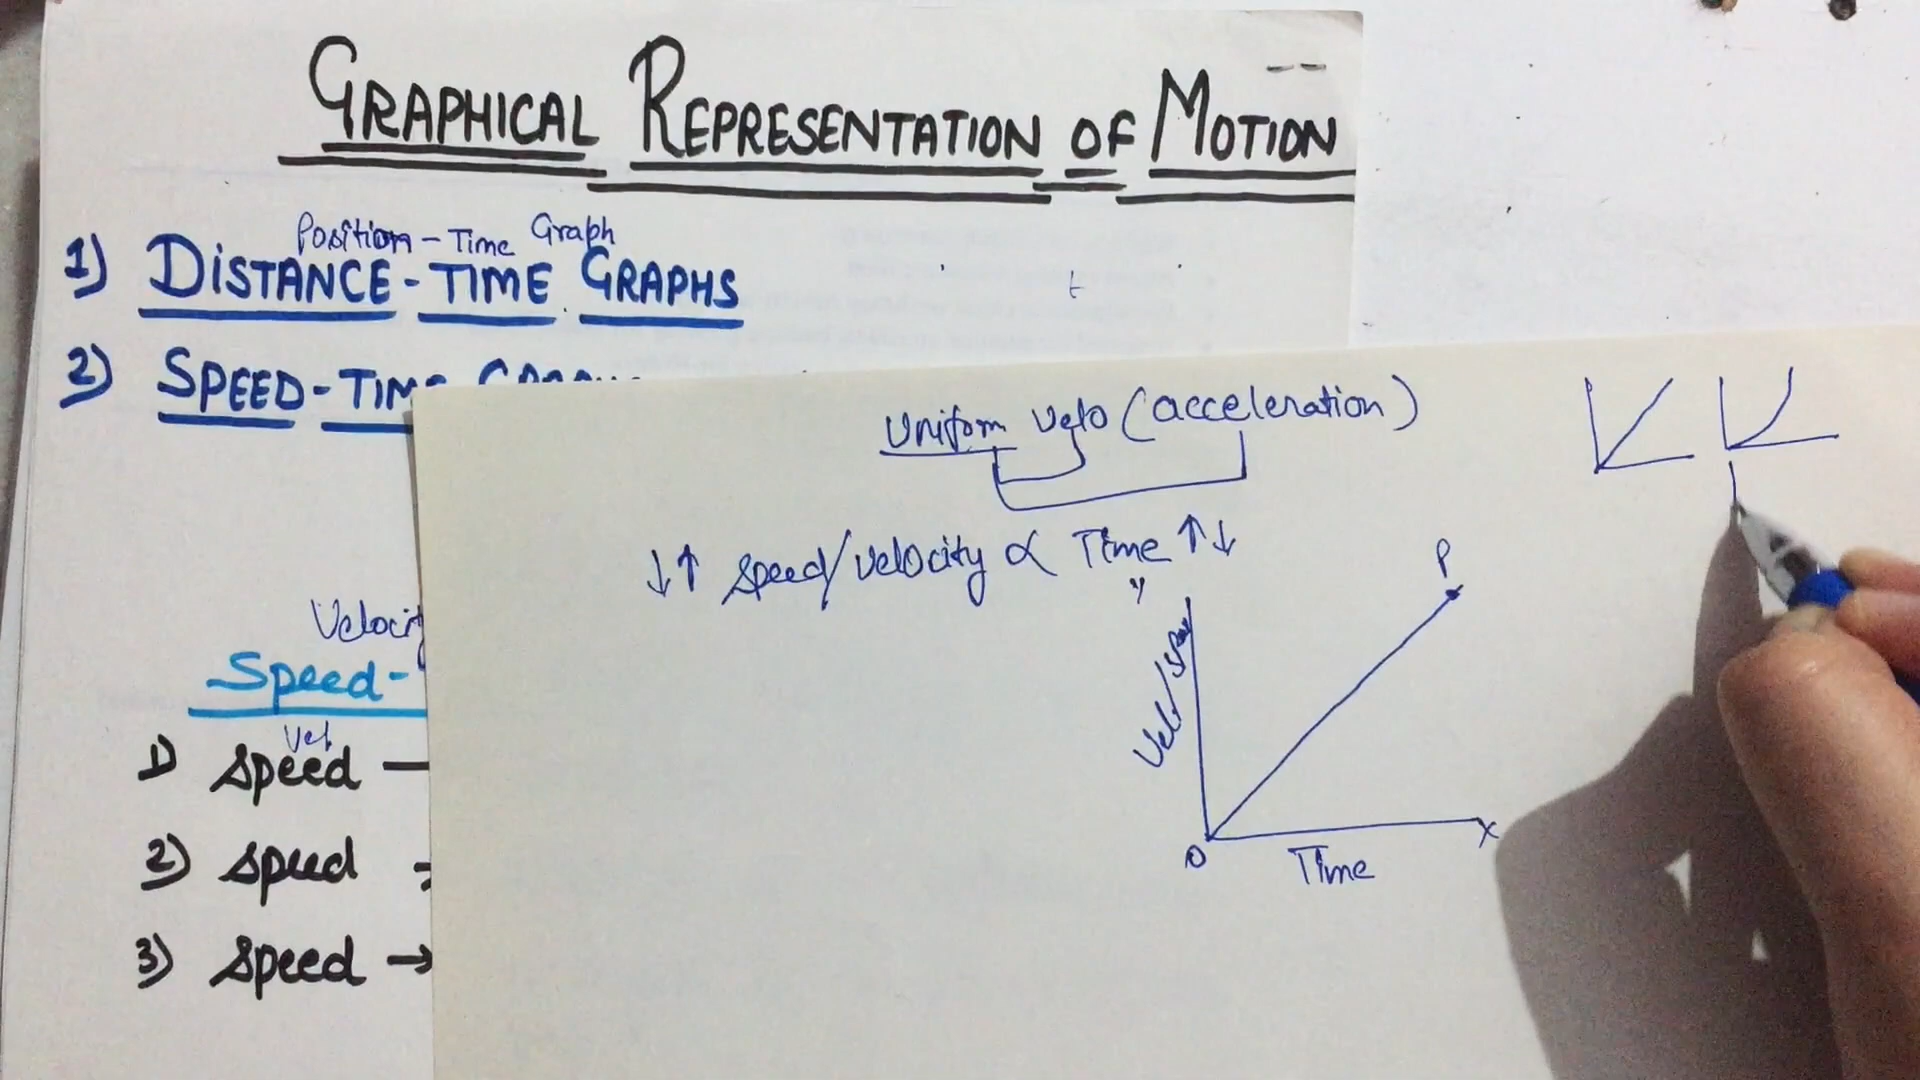 GRAPHICAL REPRESENTATION OF MOTION
Position - Time Graph
1) DISTANCE - TIME GRAPHS
t
2) SPEED - TIM
Uniform Velo (acceleration)
↓↑ Speed/velocity ∝ Time ↑↓
P
y
Velocity
Speed -
Vel
1) Speed —
2) Speed
3) Speed →
Vel/
O
Time
X